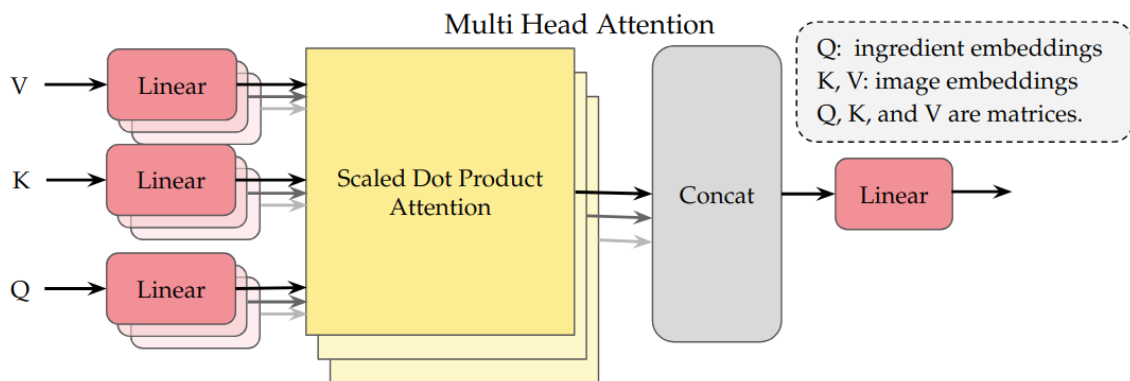 Multi Head Attention
V
Linear
K
Linear
Q
Linear
Scaled Dot Product
Attention
Concat
Q: ingredient embeddings
K, V: image embeddings
Q, K, and V are matrices.
Linear